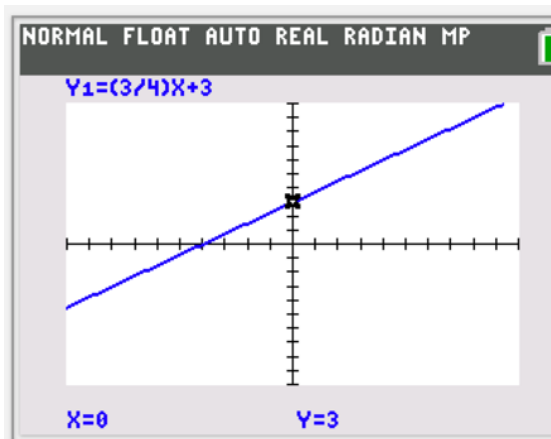 NORMAL FLOAT AUTO REAL RADIAN MP
Y1=(3/4)X+3
X=0 Y=3